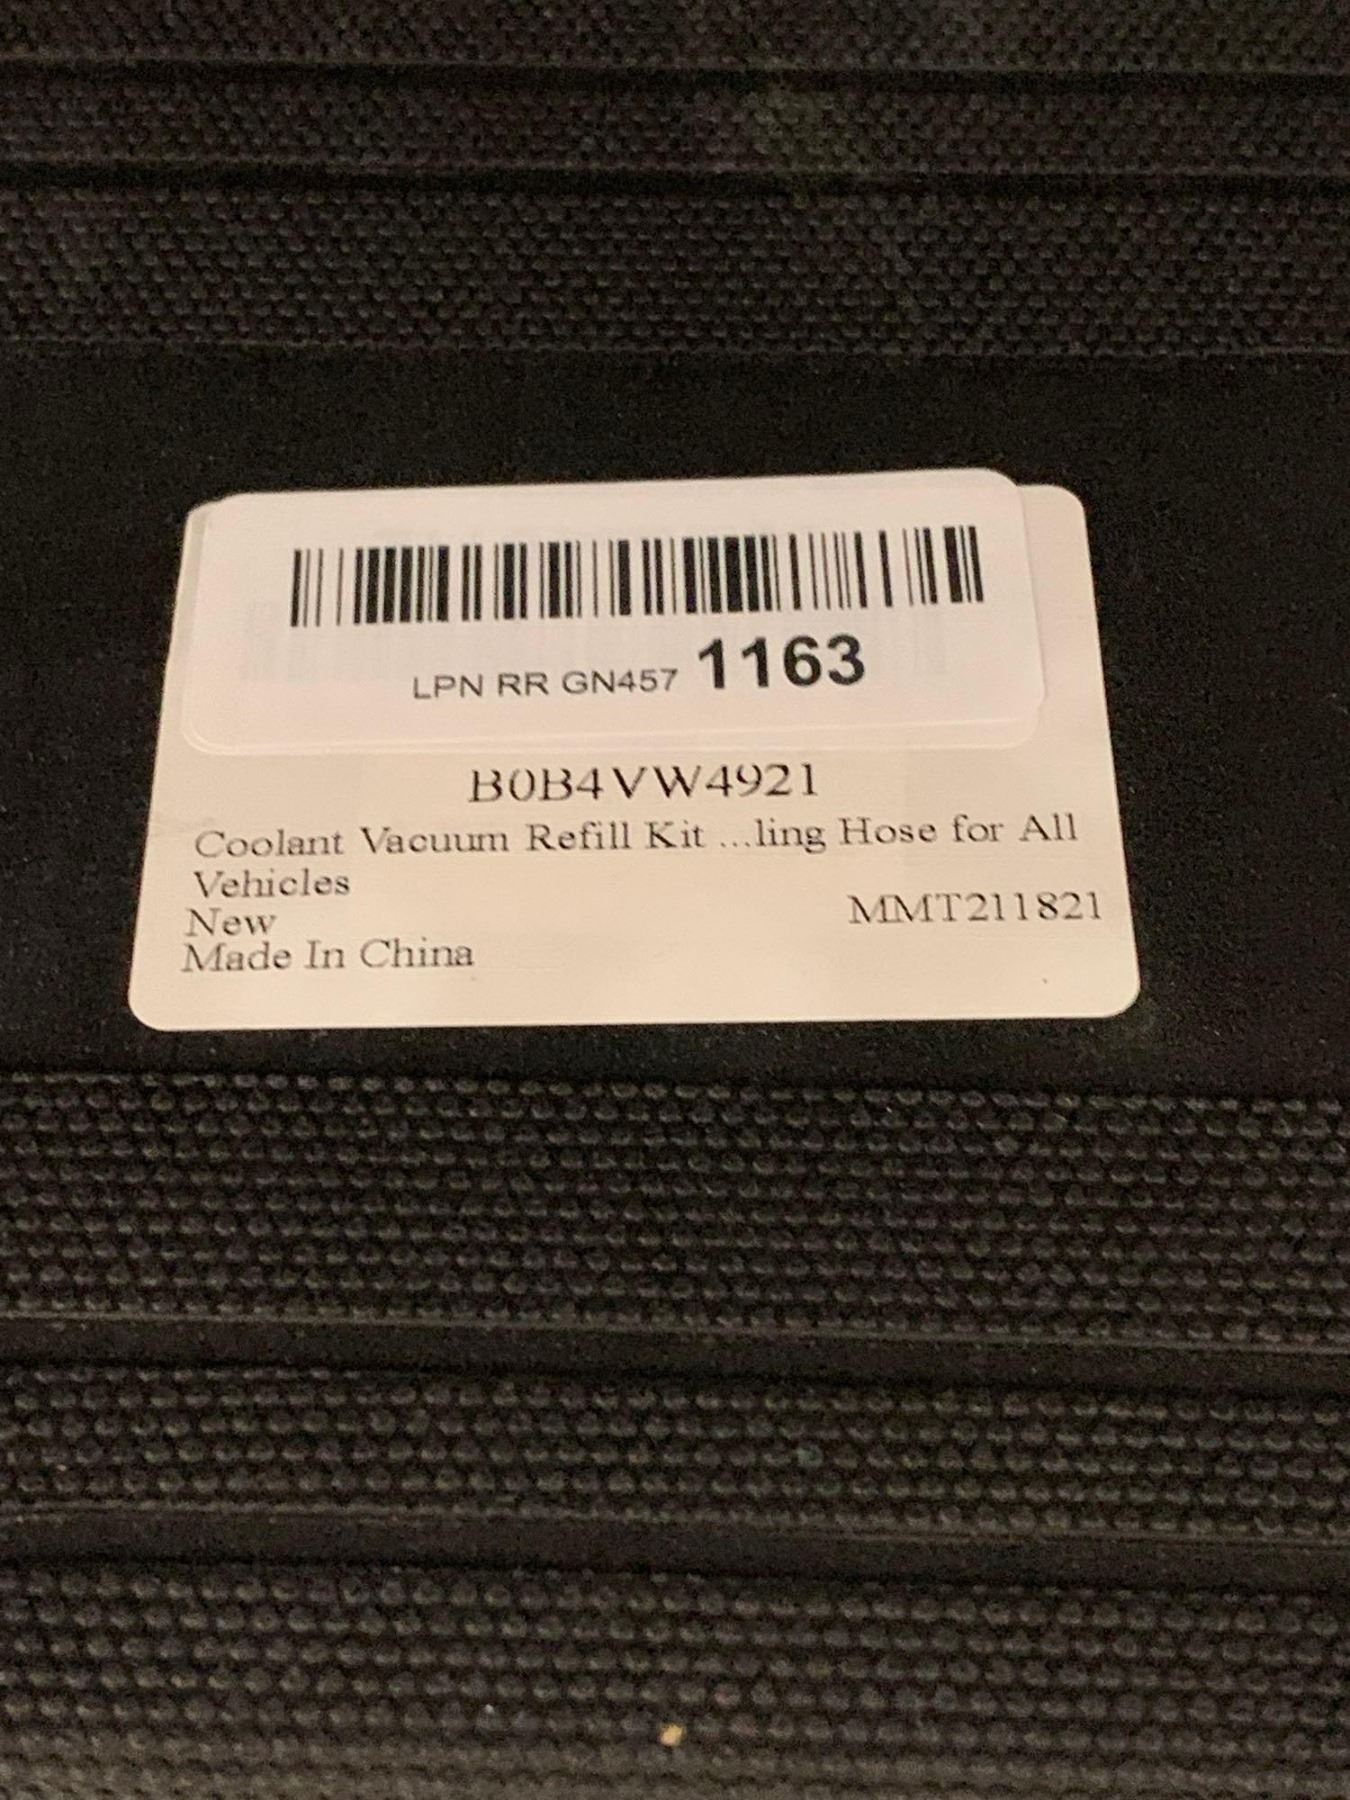 LPN RR GN457 1163
B0B4VW4921
Coolant Vacuum Refill Kit ...ling Hose for All
Vehicles
New
MMT211821
Made In China